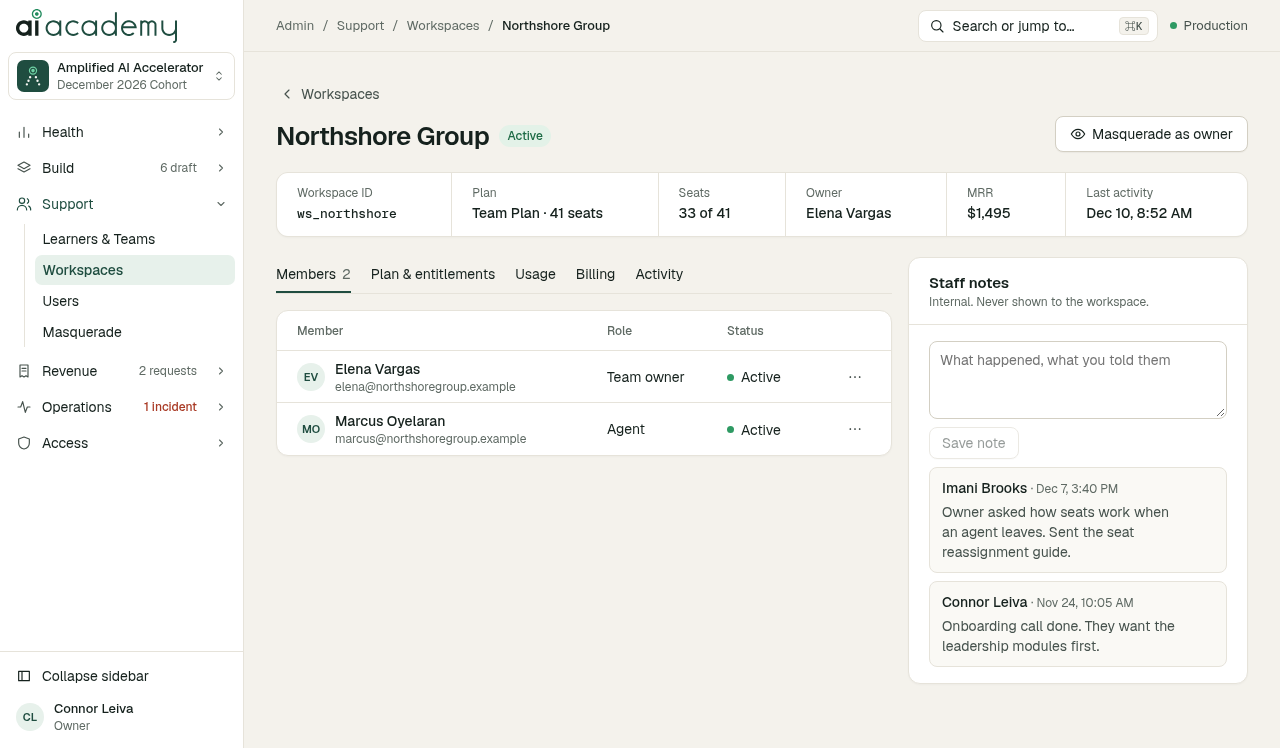 ai academy
Amplified AI Accelerator
December 2026 Cohort
Health
Build 6 draft
Support
Learners & Teams
Workspaces
Users
Masquerade
Revenue 2 requests
Operations 1 incident
Access
Collapse sidebar
CL Connor Leiva
Owner
Admin / Support / Workspaces / Northshore Group
Search or jump to... ⌘K
Production
Workspaces
Northshore Group Active
Masquerade as owner
Workspace ID Plan Seats Owner MRR Last activity
ws_northshore Team Plan · 41 seats 33 of 41 Elena Vargas $1,495 Dec 10, 8:52 AM
Members 2 Plan & entitlements Usage Billing Activity
Member Role Status
EV Elena Vargas Team owner Active
elena@northshoregroup.example
MO Marcus Oyelaran Agent Active
marcus@northshoregroup.example
Staff notes
Internal. Never shown to the workspace.
What happened, what you told them
Save note
Imani Brooks · Dec 7, 3:40 PM
Owner asked how seats work when
an agent leaves. Sent the seat
reassignment guide.
Connor Leiva · Nov 24, 10:05 AM
Onboarding call done. They want the
leadership modules first.